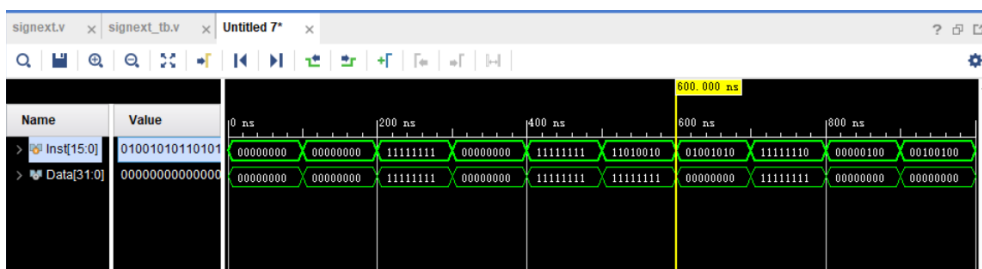 signext.v × signext_tb.v × Untitled 7* ×
600.000 ns
Name Value 0 ns 200 ns 400 ns 600 ns 800 ns
Inst[15:0] 01001010110101 00000000 00000000 11111111 00000000 11111111 11010010 01001010 11111110 00000100 00100100
Data[31:0] 00000000000000 00000000 00000000 11111111 00000000 11111111 11111111 00000000 11111111 00000000 00000000